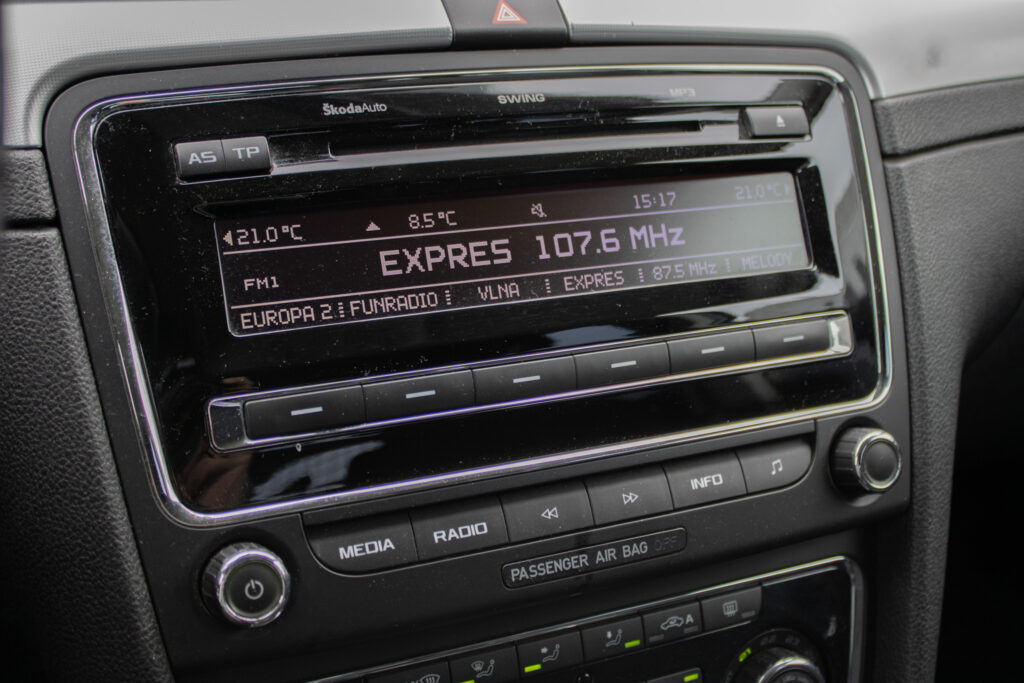 ŠkodaAuto SWING MP3
AS TP
21.0°C 8.5°C 15:17 21.0°C
EXPRES 107.6 MHz
FM1
EUROPA 2 FUNRADIO VLNA EXPRES 87.5 MHz MELODY
MEDIA RADIO INFO
PASSENGER AIR BAG OFF
A